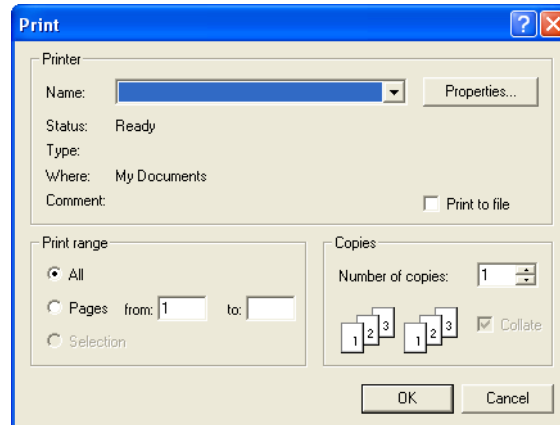 Print
Printer
Name:
Properties...
Status: Ready
Type:
Where: My Documents
Comment:
Print to file
Print range
All
Pages from: 1 to:
Selection
Copies
Number of copies: 1
1 2 3 1 2 3
Collate
OK Cancel